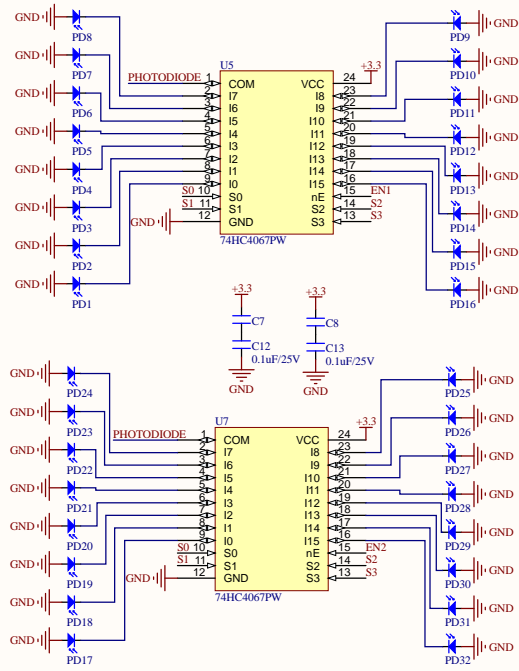 GND PD8 PD9 GND
GND PD7 U5 +3.3 PD10 GND
PHOTODIODE 1 COM VCC 24
GND PD6 2 I7 I8 23 PD11 GND
3 I6 I9 22
4 I5 I10 21
GND PD5 5 I4 I11 20 PD12 GND
6 I3 I12 19
GND PD4 7 I2 I13 18 PD13 GND
8 I1 I14 17
9 I0 I15 16
S0 10 S0 nE 15 EN1
GND PD3 S1 11 S1 S2 14 S2 PD14 GND
GND 12 GND S3 13 S3
74HC4067PW
GND PD2 PD15 GND
GND PD1 PD16 GND
+3.3 +3.3
C7 C8
C12 C13
0.1uF/25V 0.1uF/25V
GND GND
GND PD24 PD25 GND
GND PD23 U7 +3.3 PD26 GND
PHOTODIODE 1 COM VCC 24
GND PD22 2 I7 I8 23 PD27 GND
3 I6 I9 22
4 I5 I10 21
GND PD21 5 I4 I11 20 PD28 GND
6 I3 I12 19
GND PD20 7 I2 I13 18 PD29 GND
8 I1 I14 17
9 I0 I15 16
S0 10 S0 nE 15 EN2
GND PD19 S1 11 S1 S2 14 S2 PD30 GND
GND 12 GND S3 13 S3
74HC4067PW
GND PD18 PD31 GND
GND PD17 PD32 GND